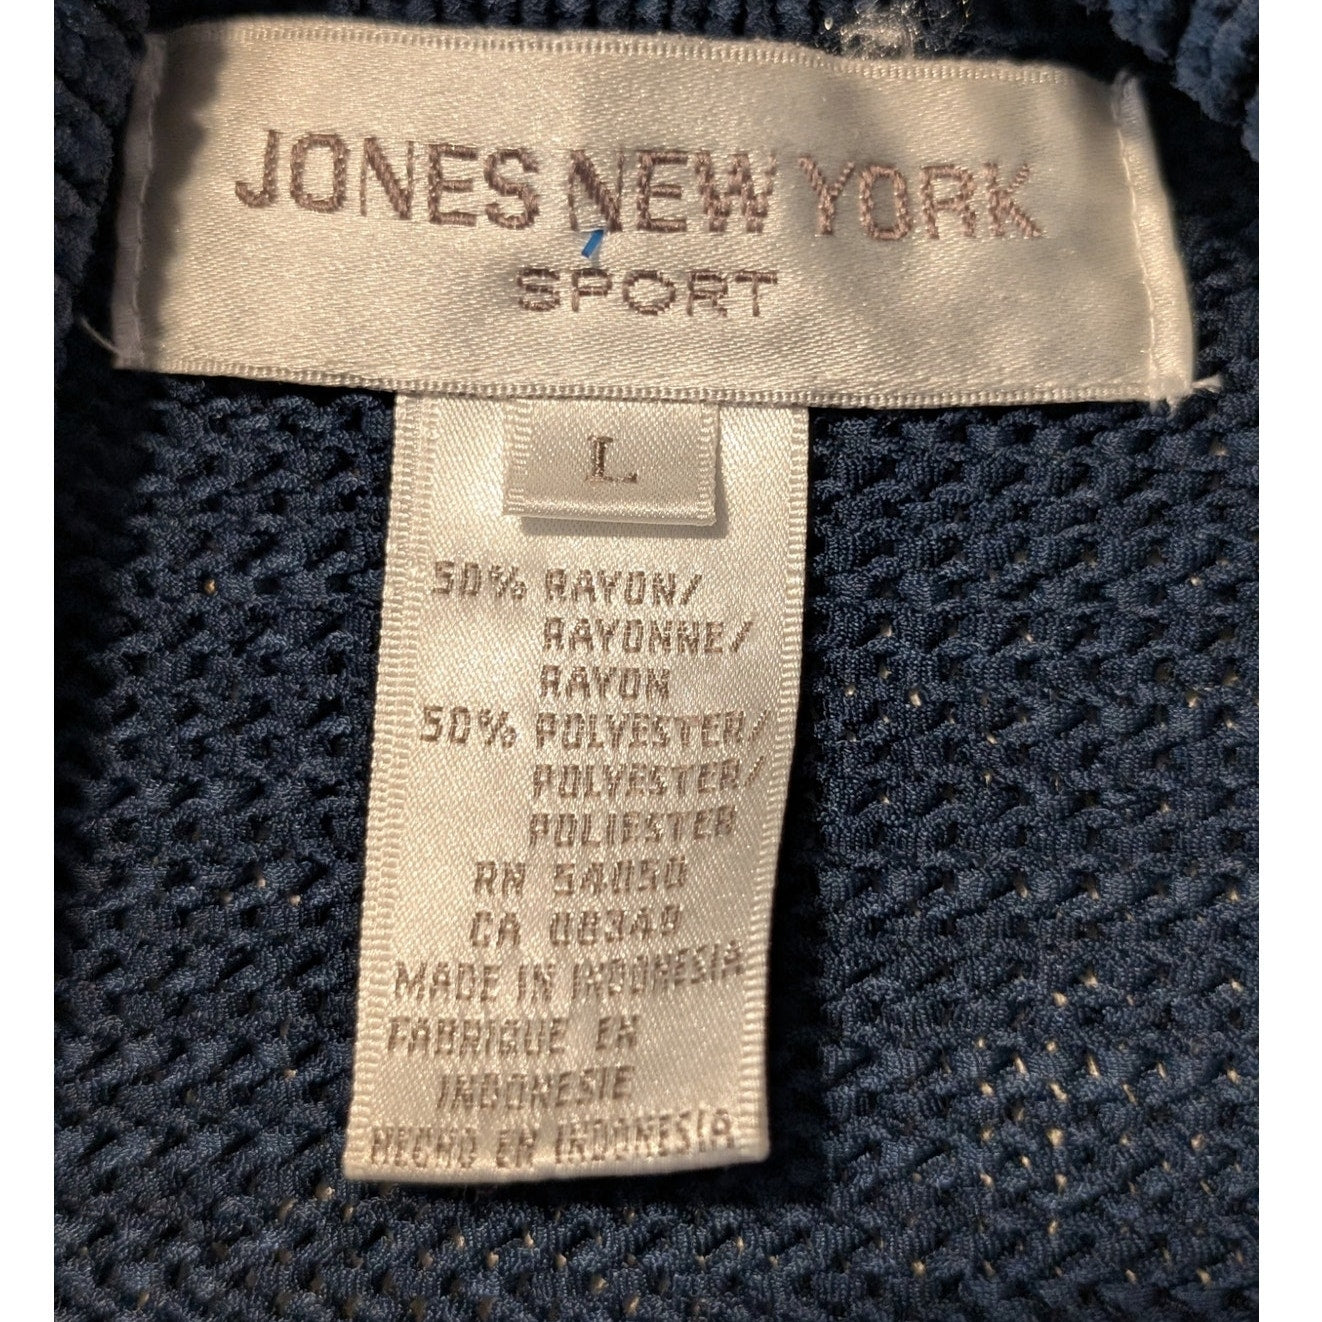 JONES NEW YORK
SPORT
L
50% RAYON/
RAYONNE/
RAYON
50% POLYESTER/
POLYESTER/
POLIESTER
RN 54050
CA 08349
MADE IN INDONESIA
FABRIQUE EN
INDONESIE
HECHO EN INDONESIA